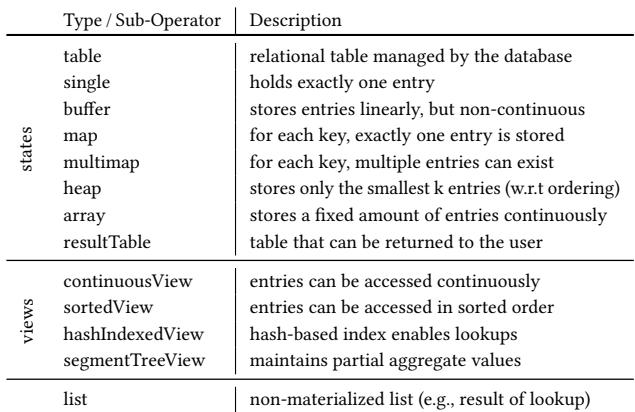 Type / Sub-Operator Description
states
table relational table managed by the database
single holds exactly one entry
buffer stores entries linearly, but non-continuous
map for each key, exactly one entry is stored
multimap for each key, multiple entries can exist
heap stores only the smallest k entries (w.r.t ordering)
array stores a fixed amount of entries continuously
resultTable table that can be returned to the user
views
continuousView entries can be accessed continuously
sortedView entries can be accessed in sorted order
hashIndexedView hash-based index enables lookups
segmentTreeView maintains partial aggregate values
list non-materialized list (e.g., result of lookup)